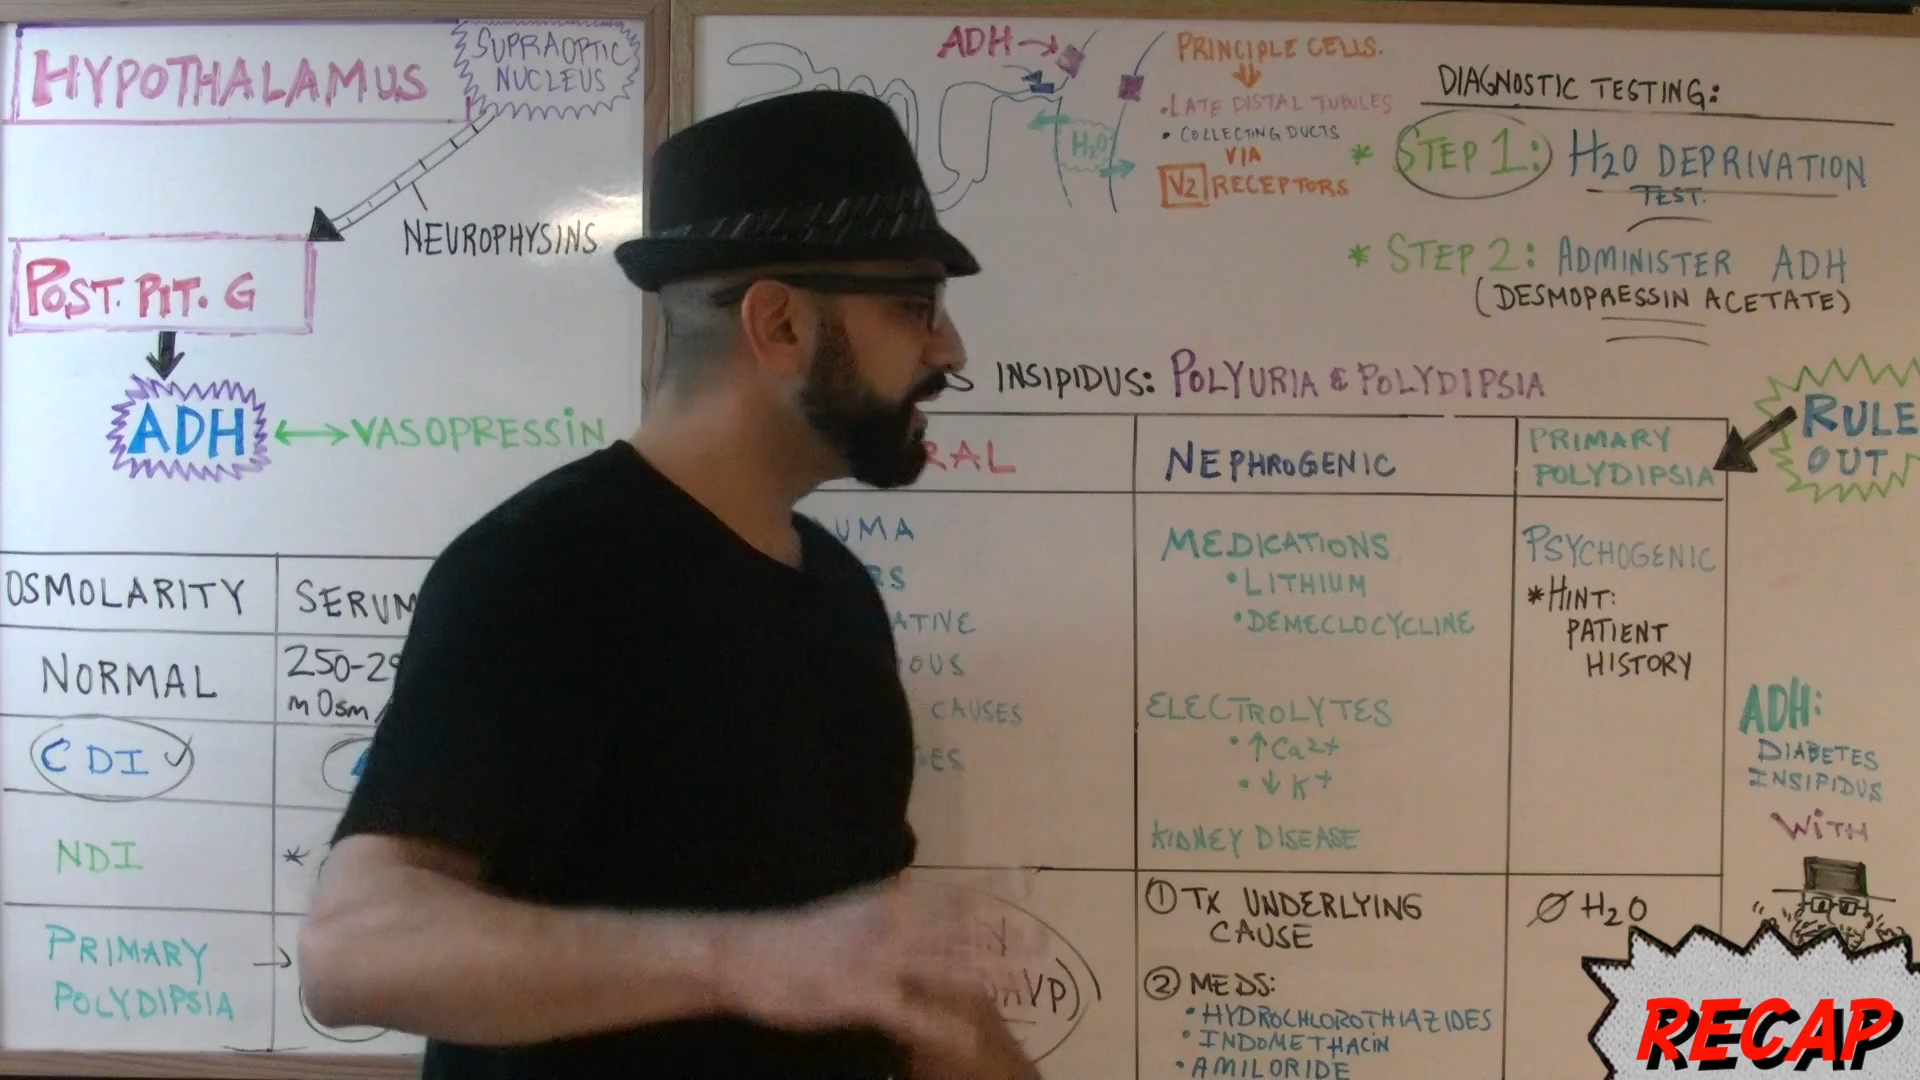 HYPOTHALAMUS
SUPRAOPTIC
NUCLEUS
NEUROPHYSINS
POST. PIT. G
ADH ↔ VASOPRESSIN
OSMOLARITY
SERUM
NORMAL
250-2
mOsm/
CDI ✓
NDI
*
PRIMARY
POLYDIPSIA
ADH→
H2O
PRINCIPLE CELLS.
•LATE DISTAL TUBULES
• COLLECTING DUCTS
VIA
V2 RECEPTORS
DIAGNOSTIC TESTING:
* STEP 1: H2O DEPRIVATION
TEST.
* STEP 2: ADMINISTER ADH
(DESMOPRESSIN ACETATE)
S INSIPIDUS: POLYURIA & POLYDIPSIA
RAL
NEPHROGENIC
PRIMARY
POLYDIPSIA
RULE
OUT
UMA
RS
ATIVE
OUS
CAUSES
ES
MEDICATIONS
• LITHIUM
• DEMECLOCYCLINE
ELECTROLYTES
• ↑Ca2+
• ↓ K+
KIDNEY DISEASE
PSYCHOGENIC
*HINT:
PATIENT
HISTORY
N
AVP)
① TX UNDERLYING
CAUSE
② MEDS:
• HYDROCHLOROTHIAZIDES
• INDOMETHACIN
• AMILORIDE
Ø H2O
ADH:
DIABETES
INSIPIDUS
WITH
RECAP